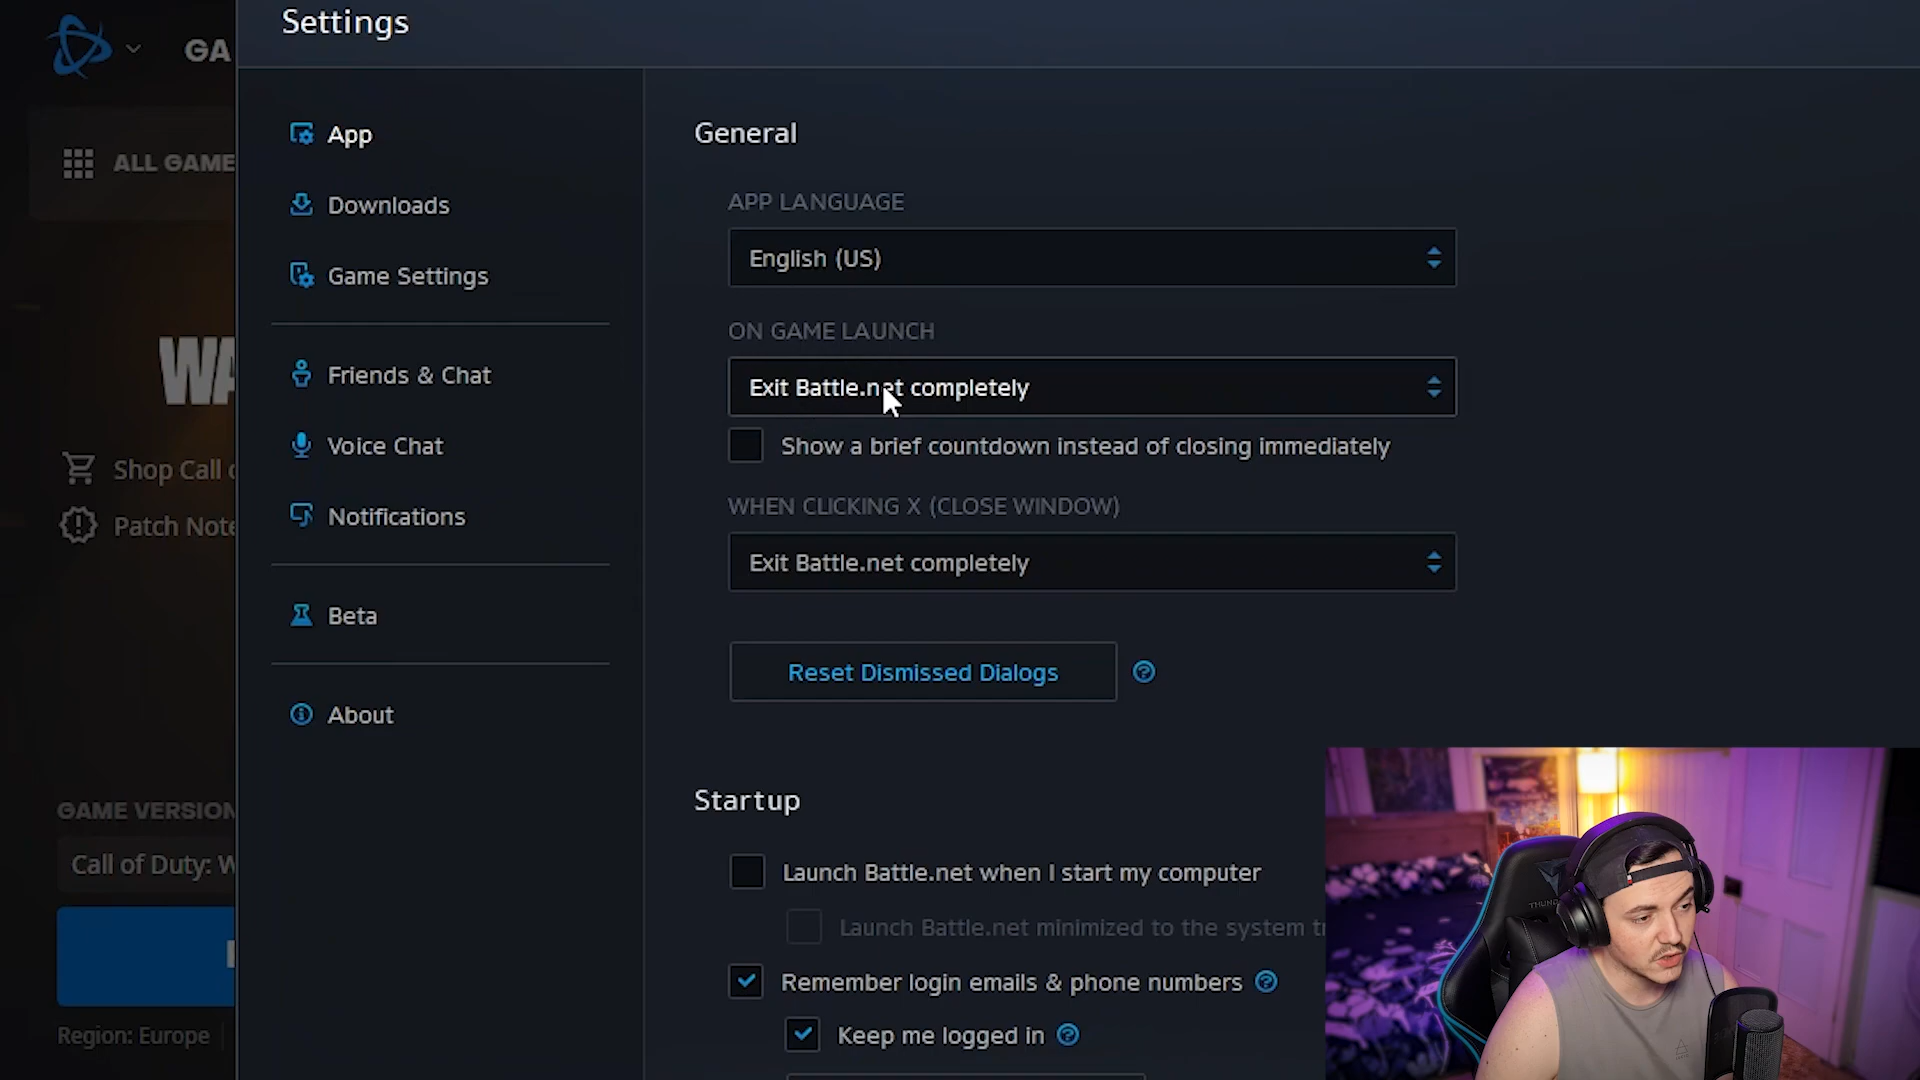 Settings
GA
ALL GAME
WA
Shop Call
Patch Note
GAME VERSION
Call of Duty: W
Region: Europe
App
Downloads
Game Settings
Friends & Chat
Voice Chat
Notifications
Beta
About
General
APP LANGUAGE
English (US)
ON GAME LAUNCH
Exit Battle.net completely
Show a brief countdown instead of closing immediately
WHEN CLICKING X (CLOSE WINDOW)
Exit Battle.net completely
Reset Dismissed Dialogs
Startup
Launch Battle.net when I start my computer
Launch Battle.net minimized to the system tr
Remember login emails & phone numbers
Keep me logged in